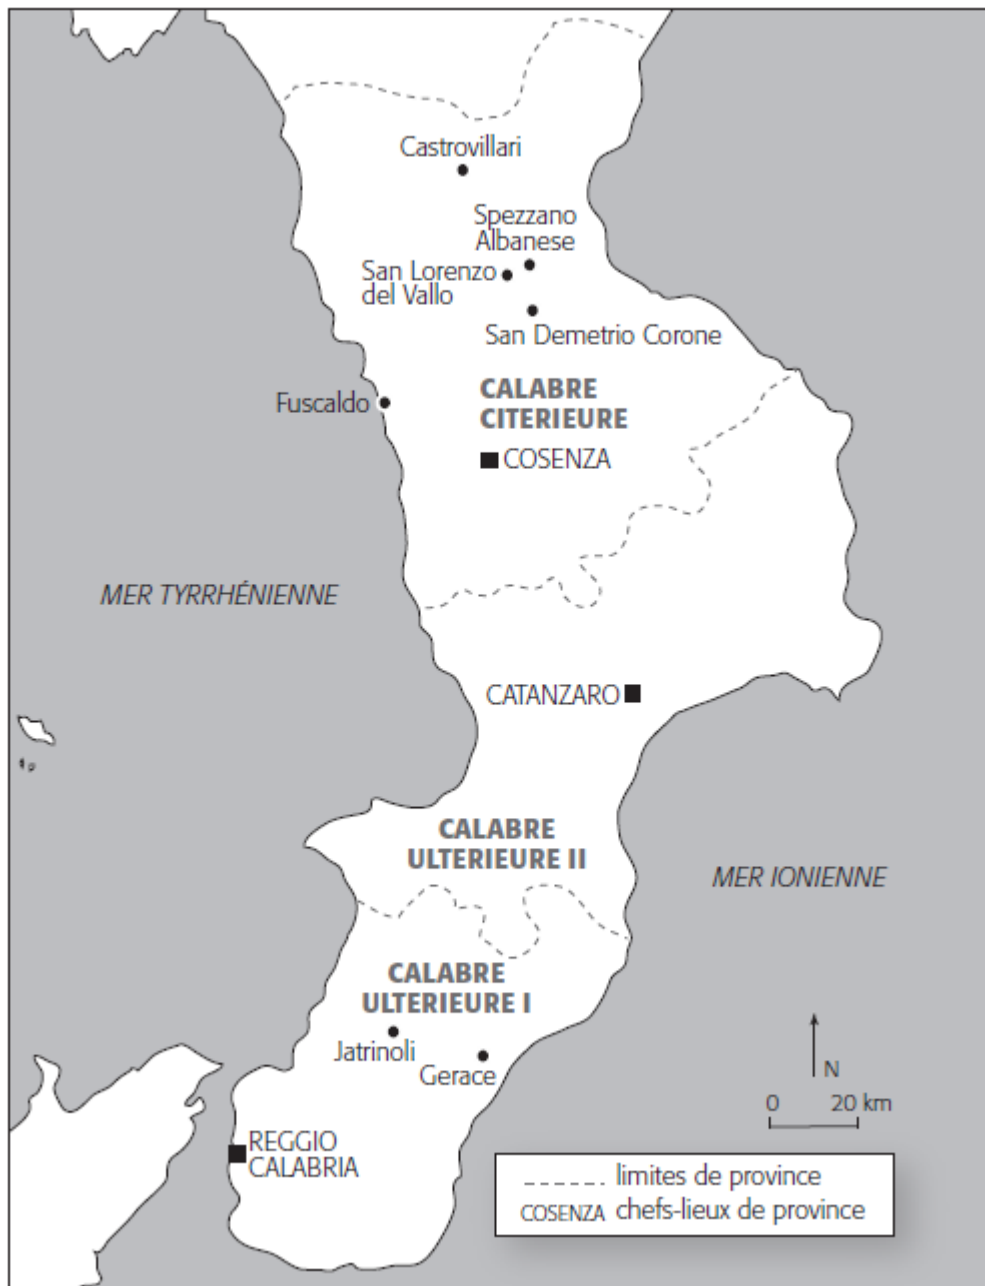 Castrovillari
Spezzano
Albanese
San Lorenzo
del Vallo
San Demetrio Corone
CALABRE
CITERIEURE
Fuscaldo
COSENZA
MER TYRRHÉNIENNE
CATANZARO
CALABRE
ULTERIEURE II
MER IONIENNE
CALABRE
ULTERIEURE I
Jatrinoli
Gerace
N
0 20 km
REGGIO
CALABRIA
limites de province
COSENZA chefs-lieux de province